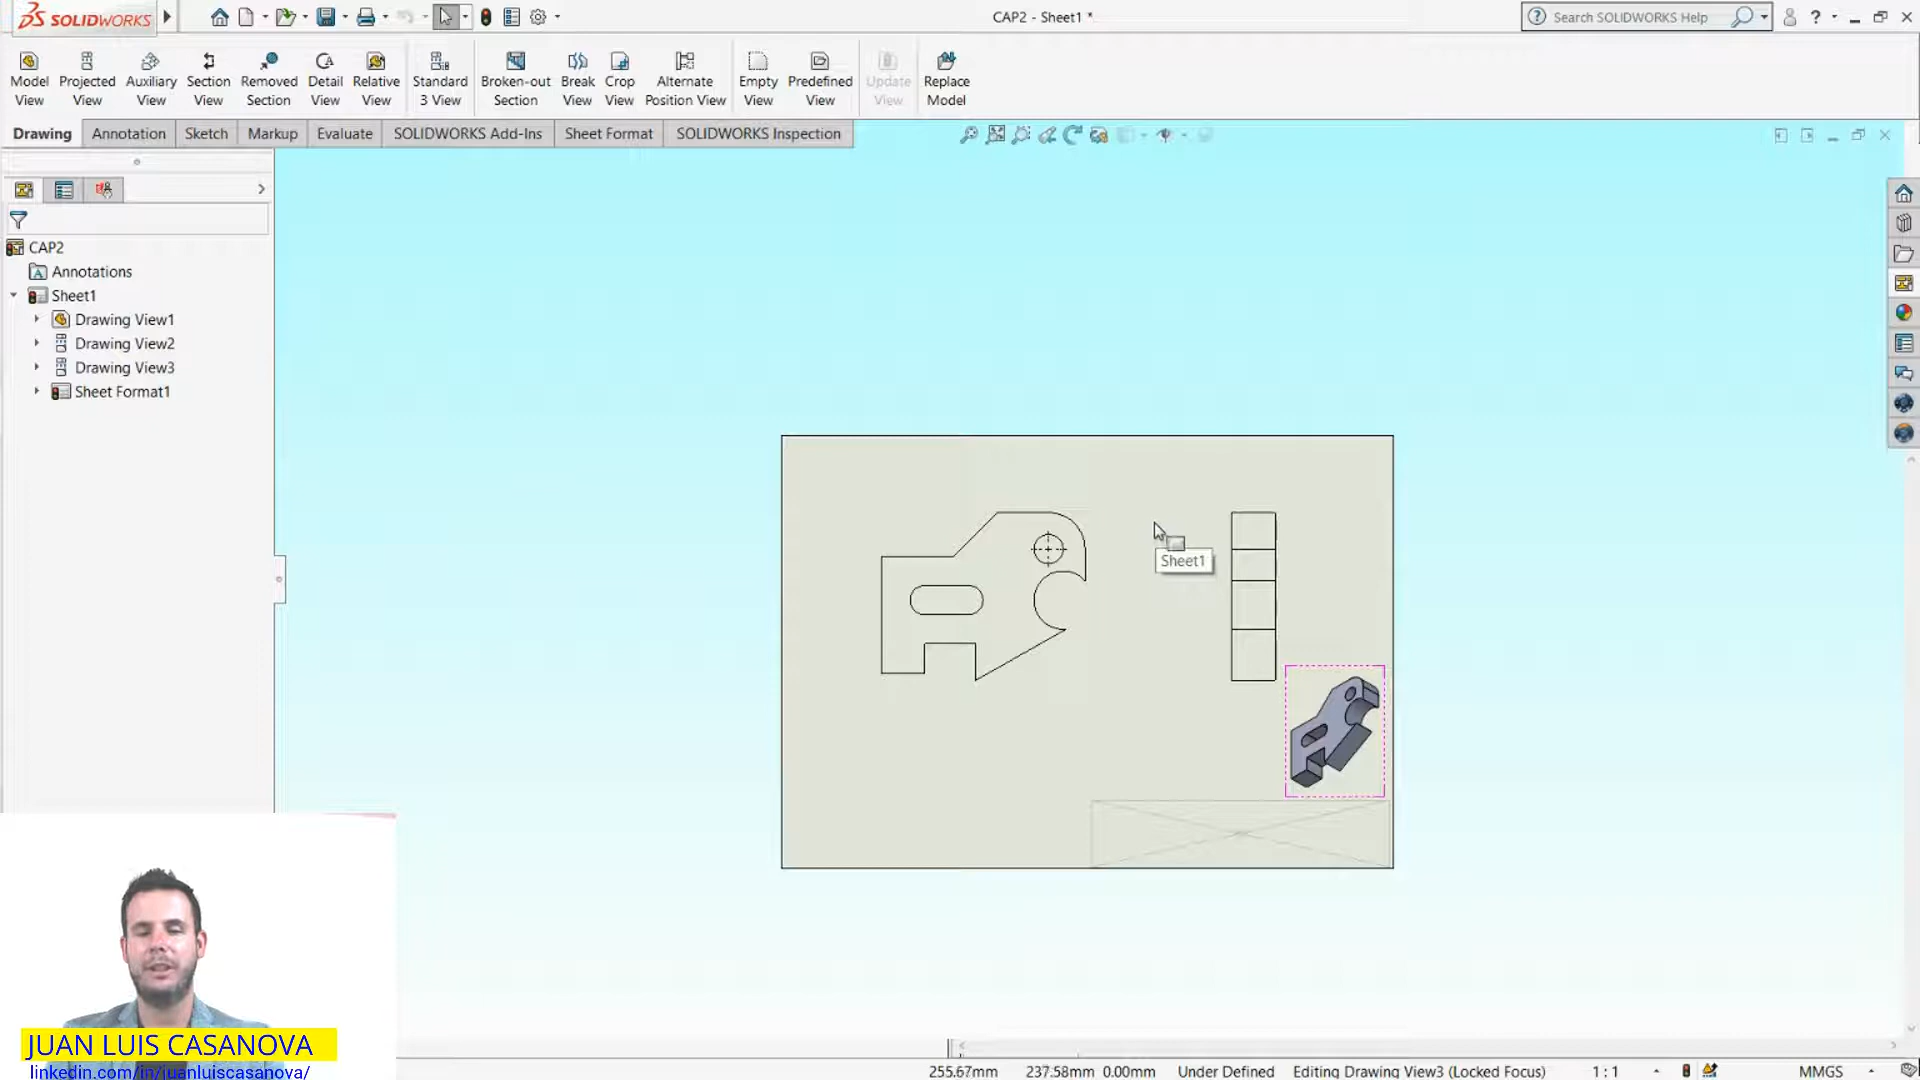 SOLIDWORKS
CAP2 - Sheet1 *
Search SOLIDWORKS Help
Model View
Projected View
Auxiliary View
Section View
Removed Section
Detail View
Relative View
Standard 3 View
Broken-out Section
Break View
Crop View
Alternate Position View
Empty View
Predefined View
Update View
Replace Model
Drawing
Annotation
Sketch
Markup
Evaluate
SOLIDWORKS Add-Ins
Sheet Format
SOLIDWORKS Inspection
CAP2
Annotations
Sheet1
Drawing View1
Drawing View2
Drawing View3
Sheet Format1
Sheet1
JUAN LUIS CASANOVA
linkedin.com/in/juanluiscasanova/
255.67mm 237.58mm 0.00mm Under Defined Editing Drawing View3 (Locked Focus) 1 : 1 MMGS